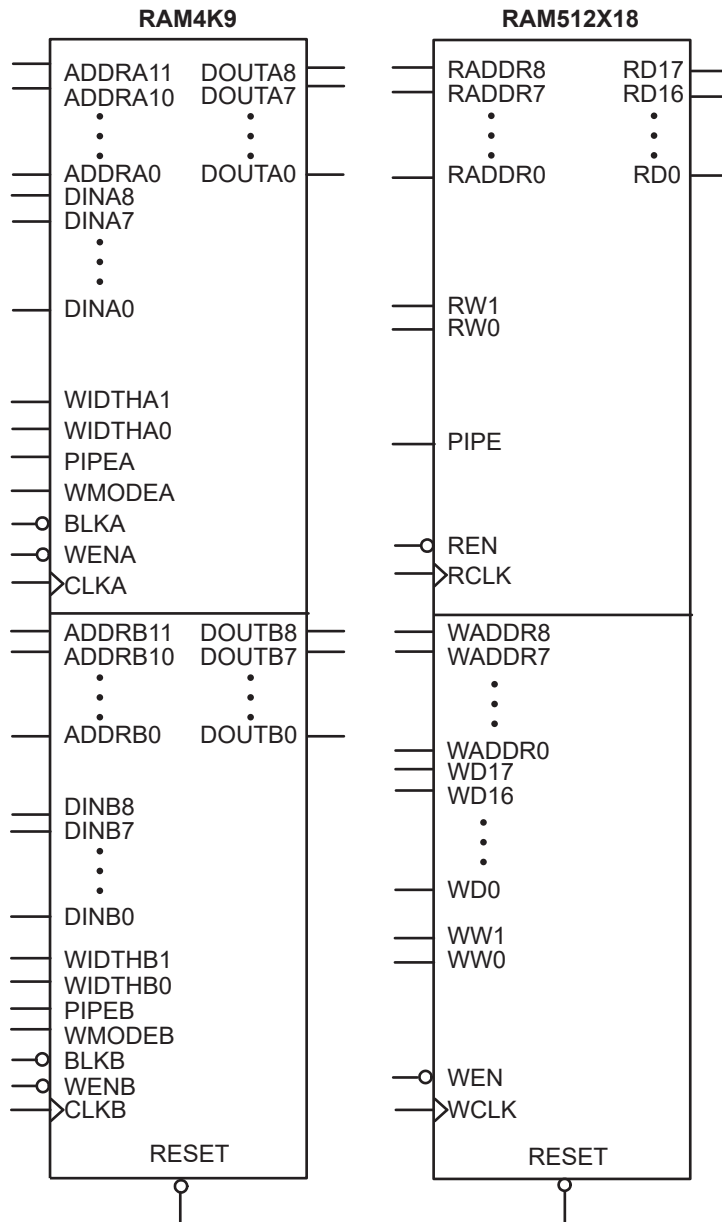 RAM4K9
ADDRA11 DOUTA8
ADDRA10 DOUTA7
ADDRA0 DOUTA0
DINA8
DINA7
DINA0
WIDTHA1
WIDTHA0
PIPEA
WMODEA
BLKA
WENA
CLKA
ADDRB11 DOUTB8
ADDRB10 DOUTB7
ADDRB0 DOUTB0
DINB8
DINB7
DINB0
WIDTHB1
WIDTHB0
PIPEB
WMODEB
BLKB
WENB
CLKB
RESET
RAM512X18
RADDR8 RD17
RADDR7 RD16
RADDR0 RD0
RW1
RW0
PIPE
REN
RCLK
WADDR8
WADDR7
WADDR0
WD17
WD16
WD0
WW1
WW0
WEN
WCLK
RESET